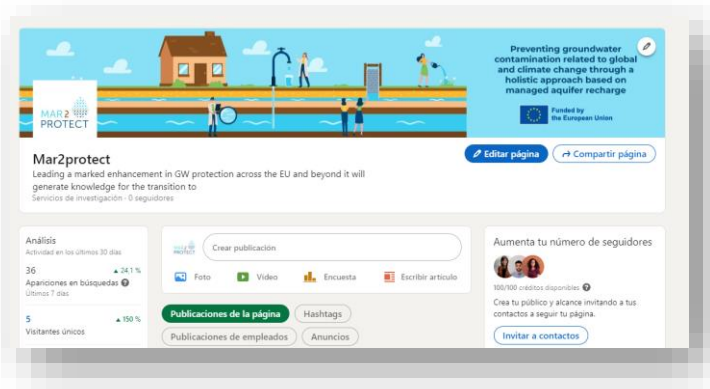 Preventing groundwater
contamination related to global
and climate change through a
holistic approach based on
managed aquifer recharge
Funded by
the European Union
MAR2
PROTECT
Mar2protect
Editar página
Compartir página
Leading a marked enhancement in GW protection across the EU and beyond it will
generate knowledge for the transition to
Servicios de investigación · 0 seguidores
Análisis
Actividad en los últimos 30 días
36
24,1 %
Apariciones en búsquedas
Últimos 7 días
5
150 %
Visitantes únicos
MAR2
PROTECT
Crear publicación
Foto
Vídeo
Encuesta
Escribir artículo
Publicaciones de la página
Hashtags
Publicaciones de empleados
Anuncios
Aumenta tu número de seguidores
100/100 créditos disponibles
Crea tu público y alcance invitando a tus
contactos a seguir tu página.
Invitar a contactos